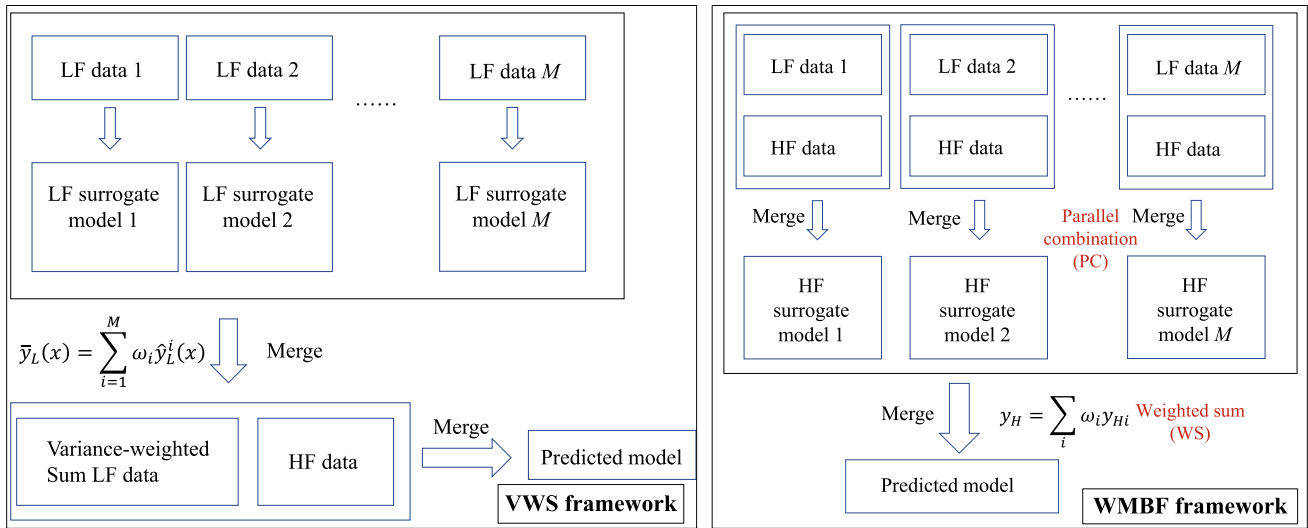 LF data 1
LF data 2
LF data M
......
LF surrogate
model 1
LF surrogate
model 2
LF surrogate
model M
ȳ_L(x) = ∑_{i=1}^{M} ω_i ŷ_L^i(x)
Merge
Variance-weighted
Sum LF data
HF data
Merge
Predicted model
VWS framework
LF data 1
LF data 2
LF data M
......
HF data
HF data
HF data
Merge
Merge
Parallel
combination
(PC)
Merge
HF
surrogate
model 1
HF
surrogate
model 2
HF
surrogate
model M
Merge
y_H = ∑_i ω_i y_{Hi}
Weighted sum
(WS)
Predicted model
WMBF framework